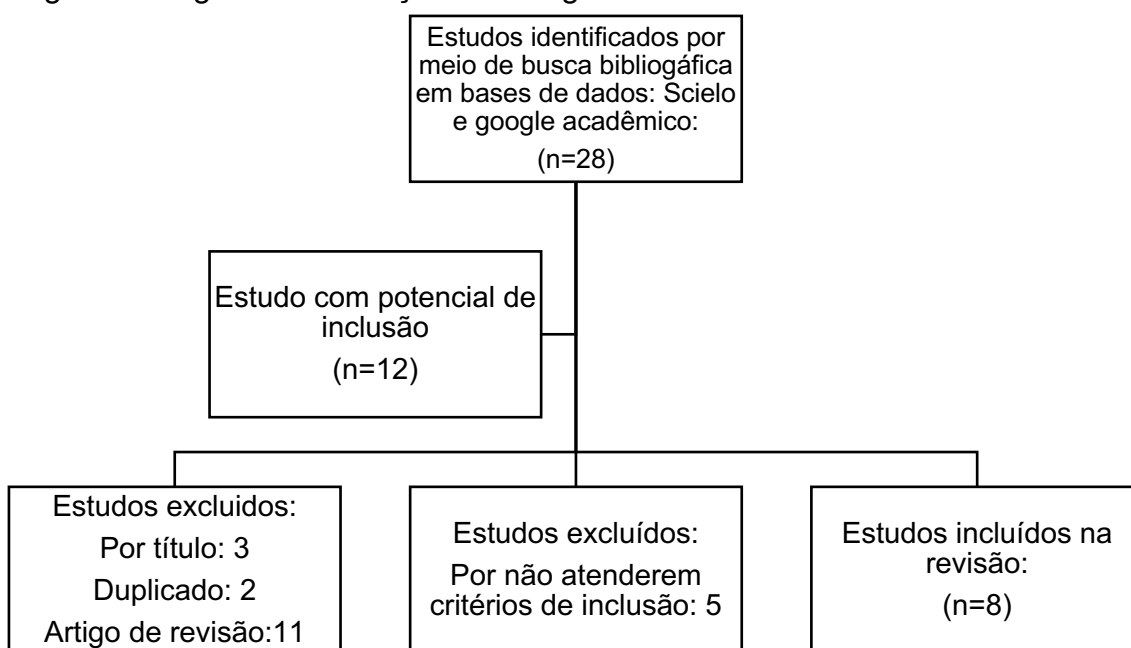 Estudos identificados por
meio de busca bibliogáfica
em bases de dados: Scielo
e google acadêmico:
(n=28)
Estudo com potencial de
inclusão
(n=12)
Estudos excluidos:
Por título: 3
Duplicado: 2
Artigo de revisão:11
Estudos excluídos:
Por não atenderem
critérios de inclusão: 5
Estudos incluídos na
revisão:
(n=8)